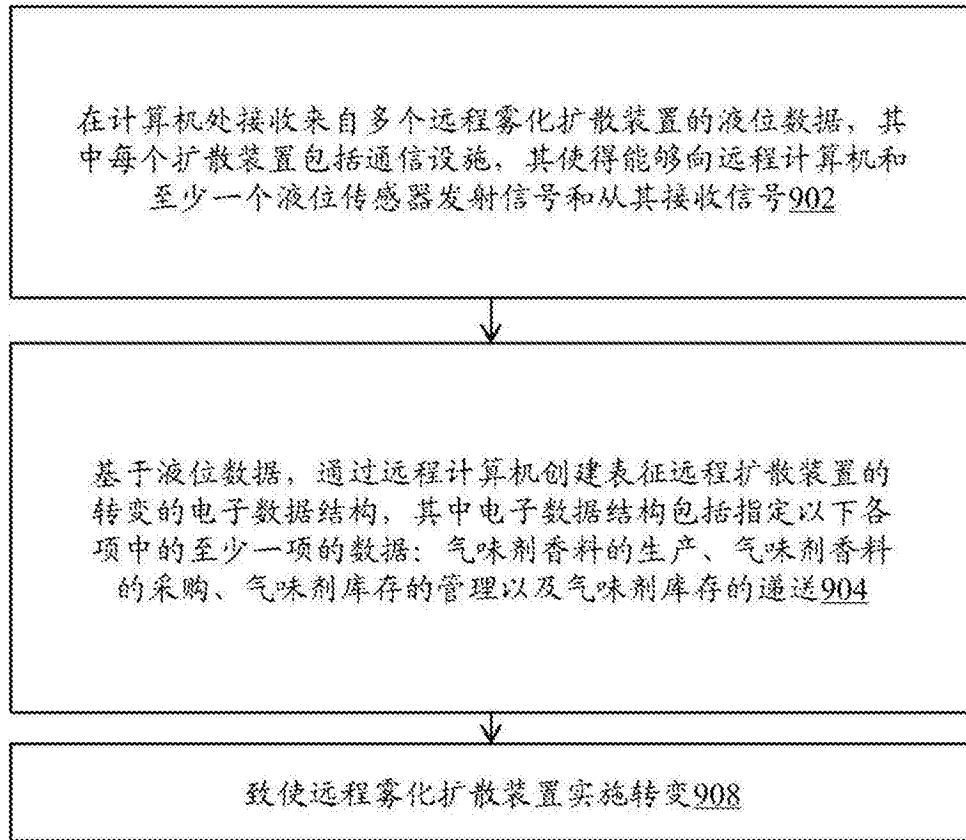 在计算机处接收来自多个远程雾化扩散装置的液位数据，其
中每个扩散装置包括通信设施，其使得能够向远程计算机和
至少一个液位传感器发射信号和从其接收信号902
基于液位数据，通过远程计算机创建表征远程扩散装置的
转变的电子数据结构，其中电子数据结构包括指定以下各
项中的至少一项的数据：气味剂香料的生产、气味剂香料
的采购、气味剂库存的管理以及气味剂库存的递送904
致使远程雾化扩散装置实施转变908